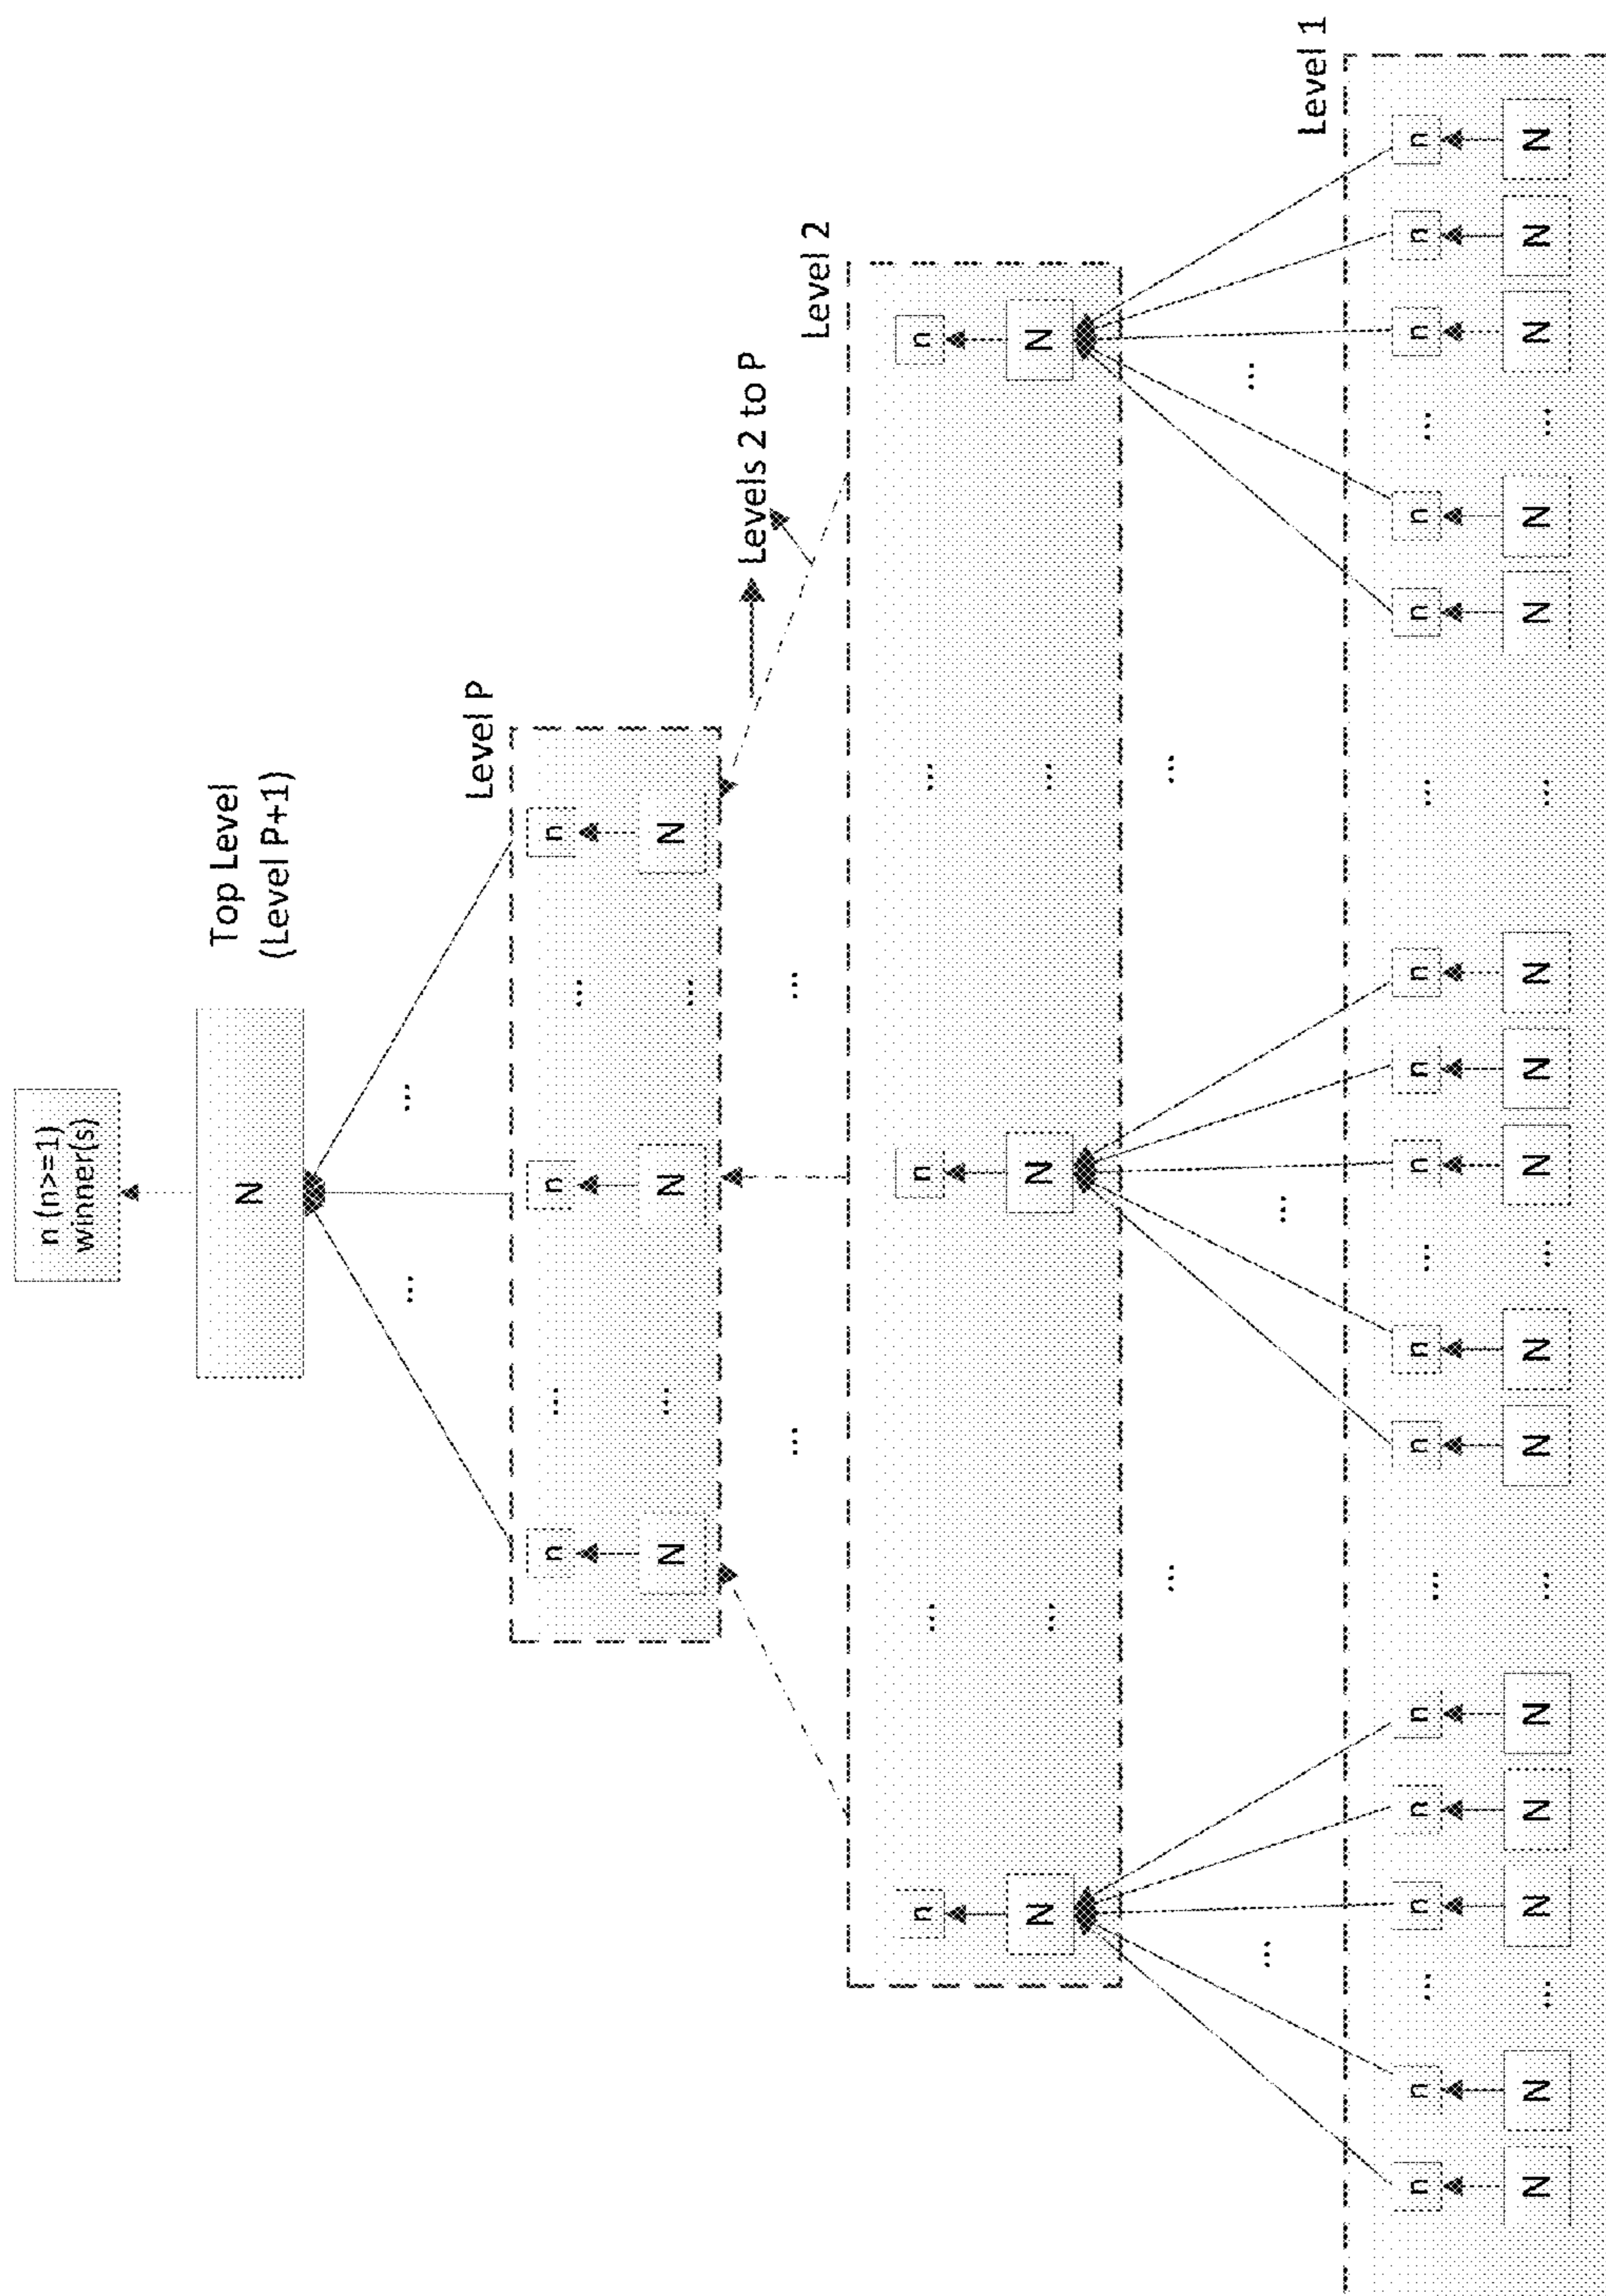 n (n>=1)
winner(s)
N
Top Level
(Level P+1)
... ...
Level P
n ... n ... n
N ... N ... N
Levels 2 to P
... ...
Level 2
n ... n ... n
N ... N ... N
... ...
... ... ...
Level 1
n n ... n n n ... n n ... n n n ... n n ... n n n
N N ... N N N ... N N ... N N N ... N N ... N N N